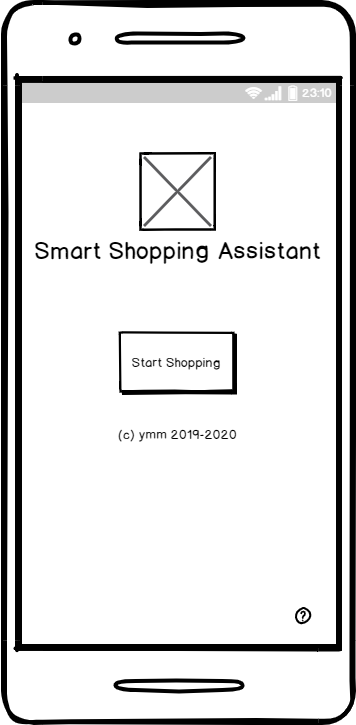 23:10
Smart Shopping Assistant
Start Shopping
(c) ymm 2019-2020
?